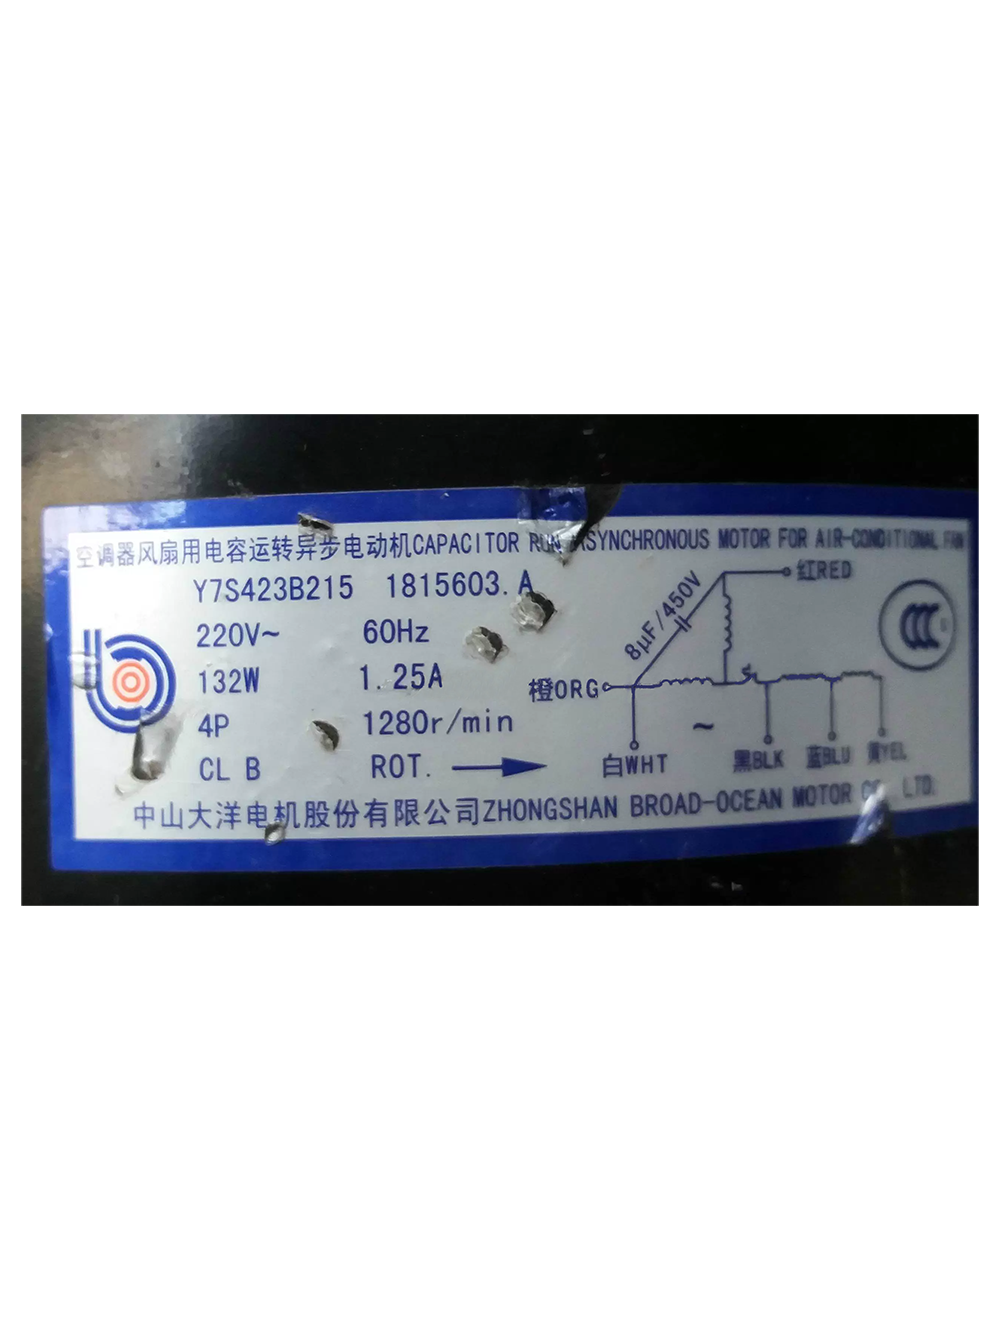 空调器风扇用电容运转异步电动机CAPACITOR RUN ASYNCHRONOUS MOTOR FOR AIR-CONDITIONAL FAN
Y7S423B215 1815603.A
220V~ 60Hz
132W 1.25A
4P 1280r/min
CL B ROT.
8μF/450V
红RED
橙ORG
~
白WHT
黑BLK
蓝BLU
黄YEL
中山大洋电机股份有限公司ZHONGSHAN BROAD-OCEAN MOTOR CO., LTD.